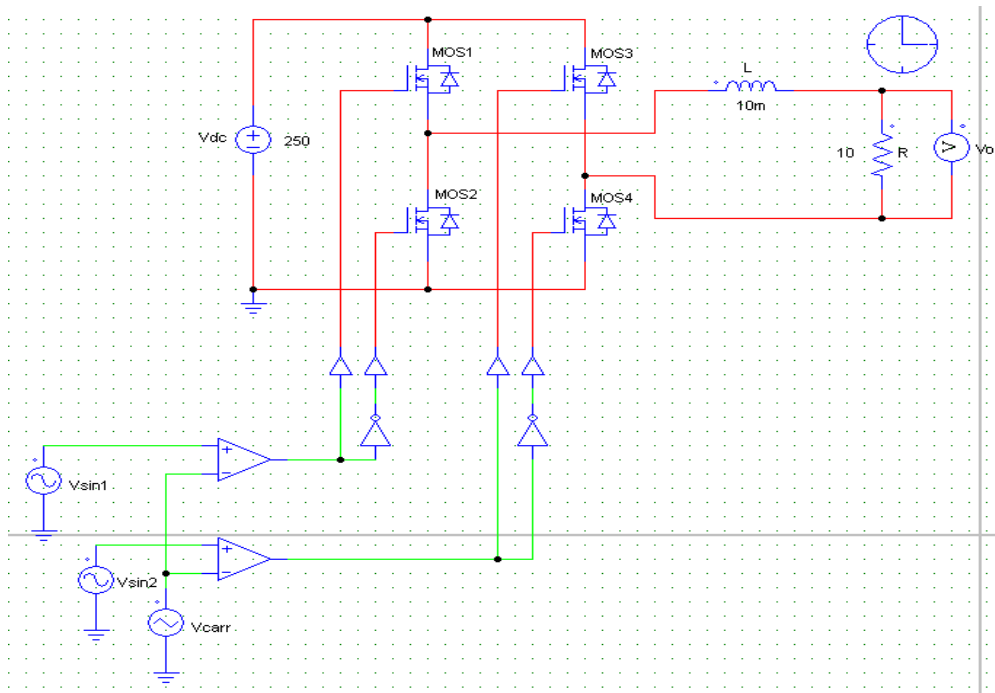 MOS1
MOS3
L
10m
Vdc
250
10
R
V
Vo
MOS2
MOS4
Vsin1
Vsin2
Vcarr